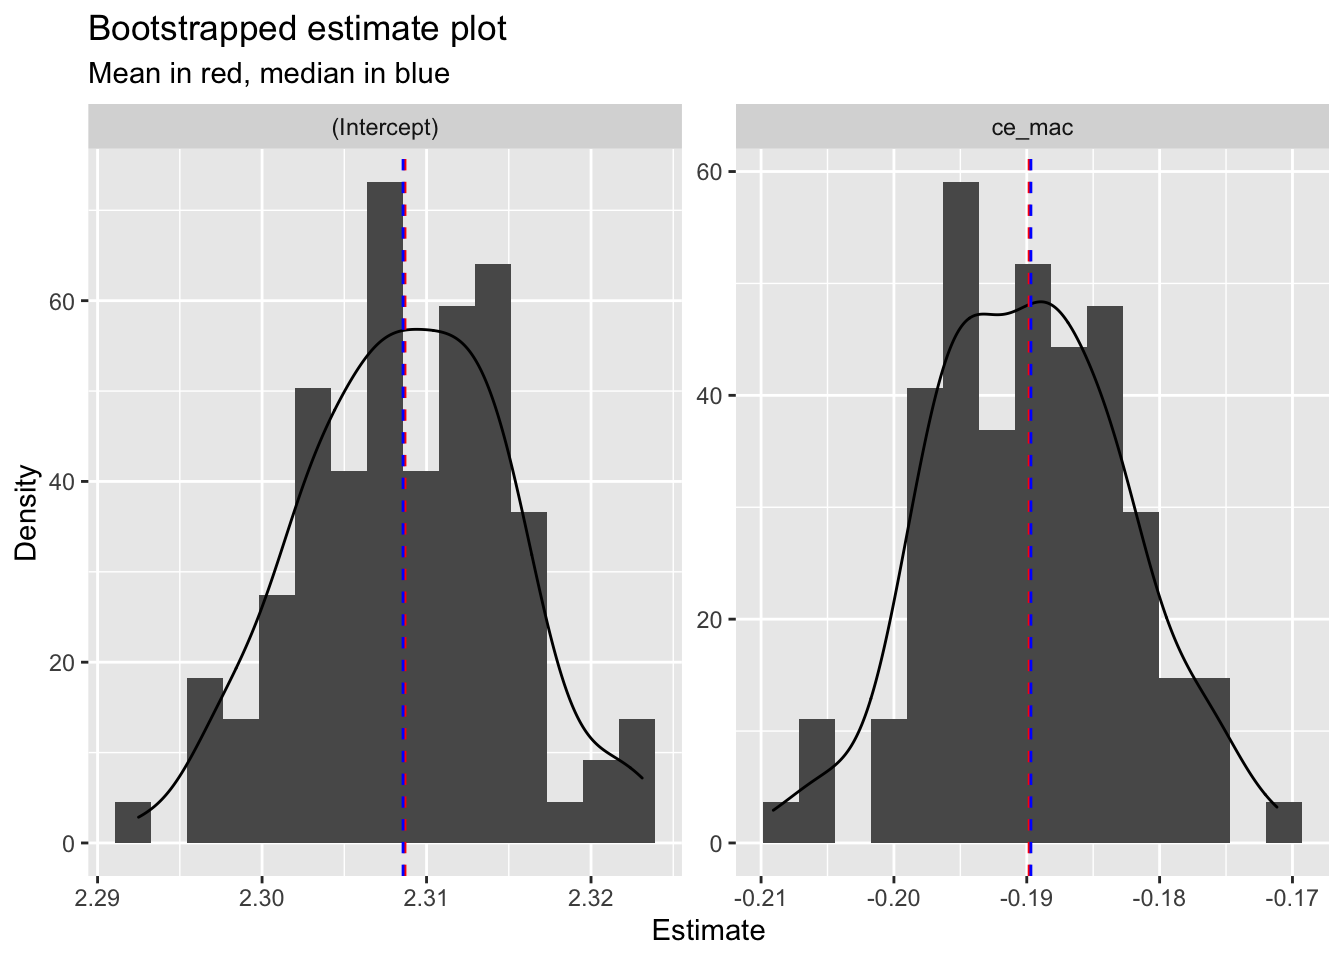 Bootstrapped estimate plot
Mean in red, median in blue
(Intercept)
ce_mac
Density
60
40
20
0
60
40
20
0
2.29 2.30 2.31 2.32
-0.21 -0.20 -0.19 -0.18 -0.17
Estimate